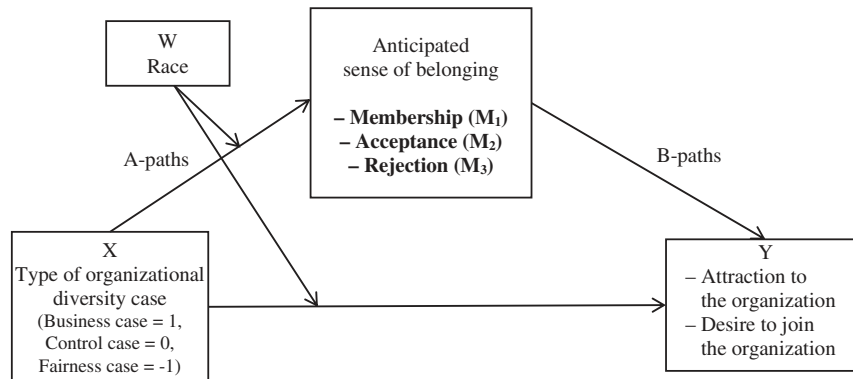 W
Race
Anticipated
sense of belonging
– Membership (M₁)
– Acceptance (M₂)
– Rejection (M₃)
A-paths
B-paths
X
Type of organizational
diversity case
(Business case = 1,
Control case = 0,
Fairness case = -1)
Y
– Attraction to
the organization
– Desire to join
the organization